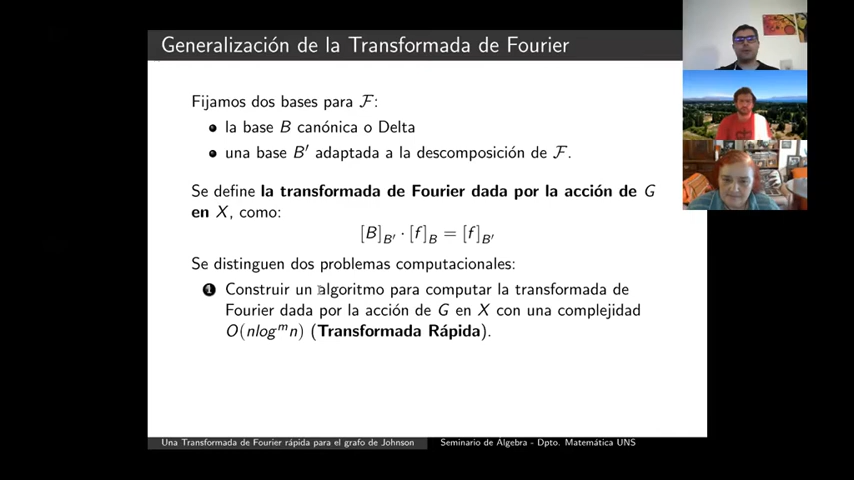 Generalización de la Transformada de Fourier
Fijamos dos bases para ℱ:
• la base B canónica o Delta
• una base B′ adaptada a la descomposición de ℱ.
Se define la transformada de Fourier dada por la acción de G
en X, como:
[B]_B′ · [f]_B = [f]_B′
Se distinguen dos problemas computacionales:
1 Construir un algoritmo para computar la transformada de
Fourier dada por la acción de G en X con una complejidad
O(nlog^m n) (Transformada Rápida).
Una Transformada de Fourier rápida para el grafo de Johnson
Seminario de Álgebra - Dpto. Matemática UNS